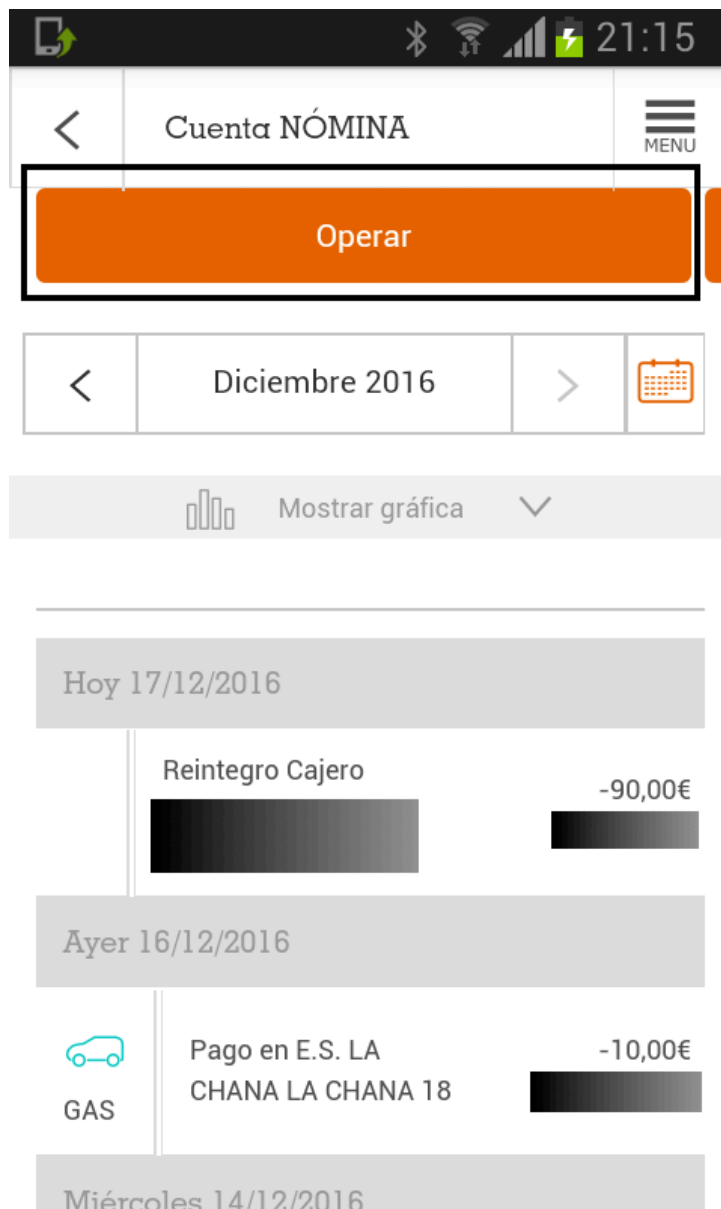 21:15
Cuenta NÓMINA
MENU
Operar
Diciembre 2016
Mostrar gráfica
Hoy 17/12/2016
Reintegro Cajero
-90,00€
Ayer 16/12/2016
Pago en E.S. LA
-10,00€
CHANA LA CHANA 18
GAS
Miércoles 14/12/2016